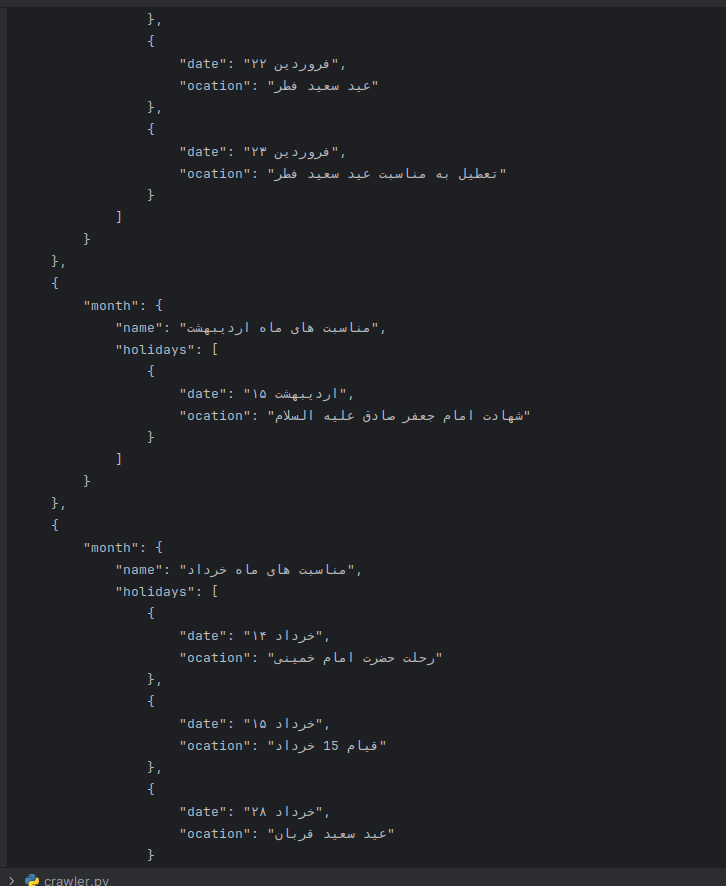 },
{
"date": "۲۲ فروردین",
"ocation": "عید سعید فطر"
},
{
"date": "۲۳ فروردین",
"ocation": "تعطیل به مناسبت عید سعید فطر"
}
]
}
},
{
"month": {
"name": "مناسبت های ماه اردیبهشت",
"holidays": [
{
"date": "۱۵ اردیبهشت",
"ocation": "شهادت امام جعفر صادق علیه السلام"
}
]
}
},
{
"month": {
"name": "مناسبت های ماه خرداد",
"holidays": [
{
"date": "۱۴ خرداد",
"ocation": "رحلت حضرت امام خمینی"
},
{
"date": "۱۵ خرداد",
"ocation": "قیام 15 خرداد"
},
{
"date": "۲۸ خرداد",
"ocation": "عید سعید قربان"
}
> crawler.py